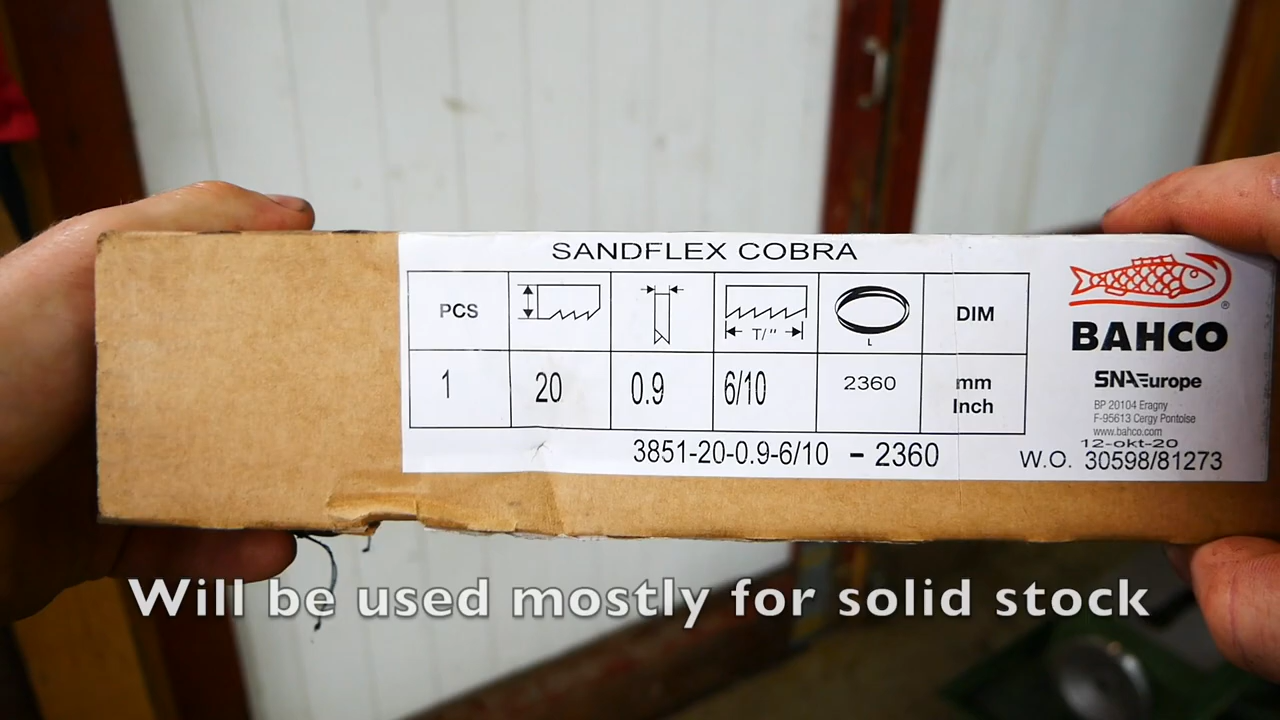 SANDFLEX COBRA
PCS
T/"
L
DIM
1
20
0.9
6/10
2360
mm
Inch
3851-20-0.9-6/10 - 2360
®
BAHCO
SNA Europe
BP 20104 Eragny
F-95613 Cergy Pontoise
www.bahco.com
12-okt-20
W.O. 30598/81273
Will be used mostly for solid stock